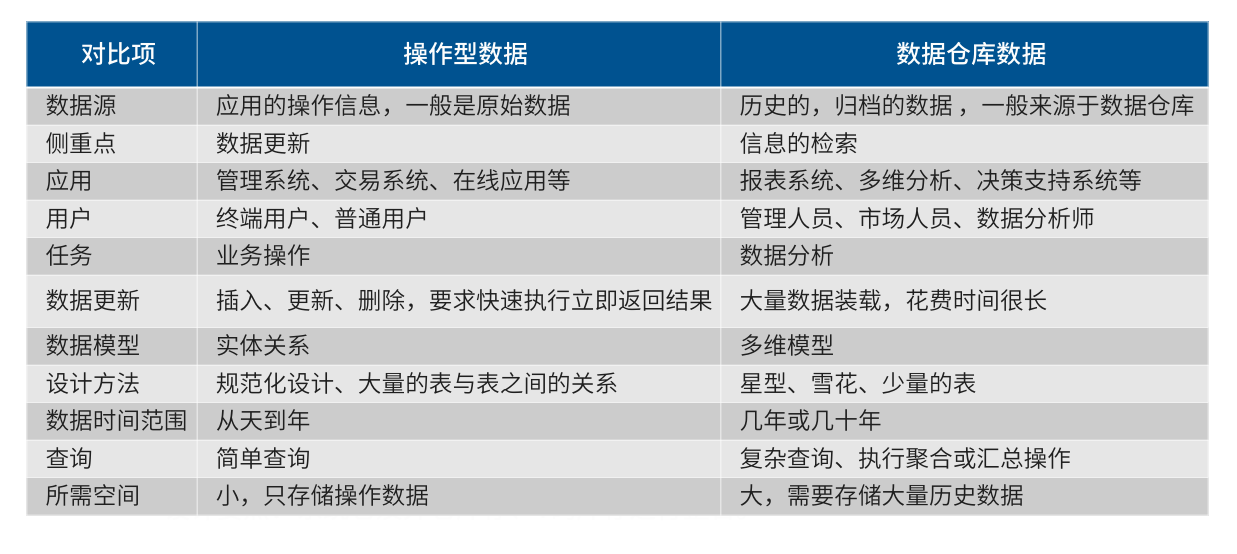 对比项 操作型数据 数据仓库数据
数据源 应用的操作信息，一般是原始数据 历史的，归档的数据，一般来源于数据仓库
侧重点 数据更新 信息的检索
应用 管理系统、交易系统、在线应用等 报表系统、多维分析、决策支持系统等
用户 终端用户、普通用户 管理人员、市场人员、数据分析师
任务 业务操作 数据分析
数据更新 插入、更新、删除，要求快速执行立即返回结果 大量数据装载，花费时间很长
数据模型 实体关系 多维模型
设计方法 规范化设计、大量的表与表之间的关系 星型、雪花、少量的表
数据时间范围 从天到年 几年或几十年
查询 简单查询 复杂查询、执行聚合或汇总操作
所需空间 小，只存储操作数据 大，需要存储大量历史数据